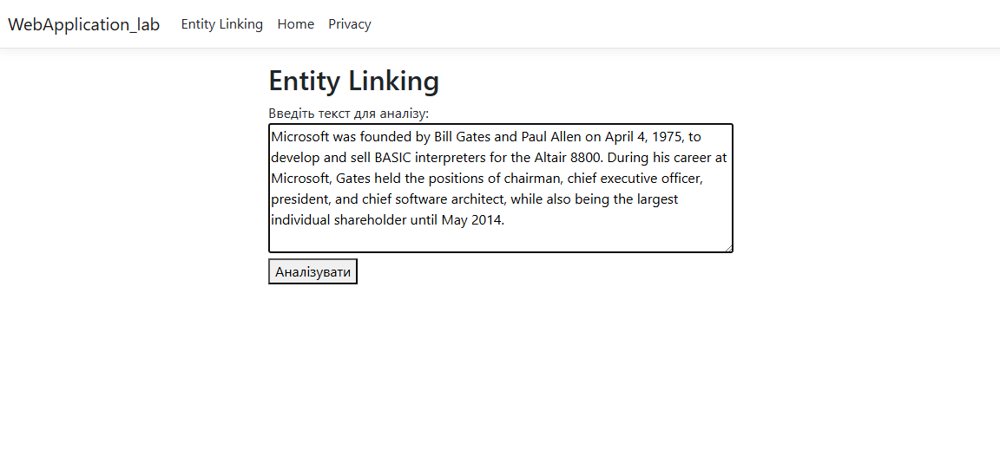 WebApplication_lab Entity Linking Home Privacy
Entity Linking
Введіть текст для аналізу:
Microsoft was founded by Bill Gates and Paul Allen on April 4, 1975, to
develop and sell BASIC interpreters for the Altair 8800. During his career at
Microsoft, Gates held the positions of chairman, chief executive officer,
president, and chief software architect, while also being the largest
individual shareholder until May 2014.
Аналізувати